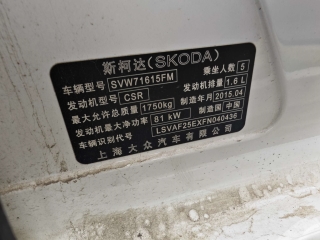 斯柯达(SKODA)
车辆型号 SVW71615FM 乘坐人数 5
发动机型号 CSR 发动机排量 1.6 L
最大允许总质量 1750kg 制造年月 2015.04
发动机最大净功率 81 kW 制造国 中国
车辆识别代号 LSVAF25EXFN040436
上海大众汽车有限公司